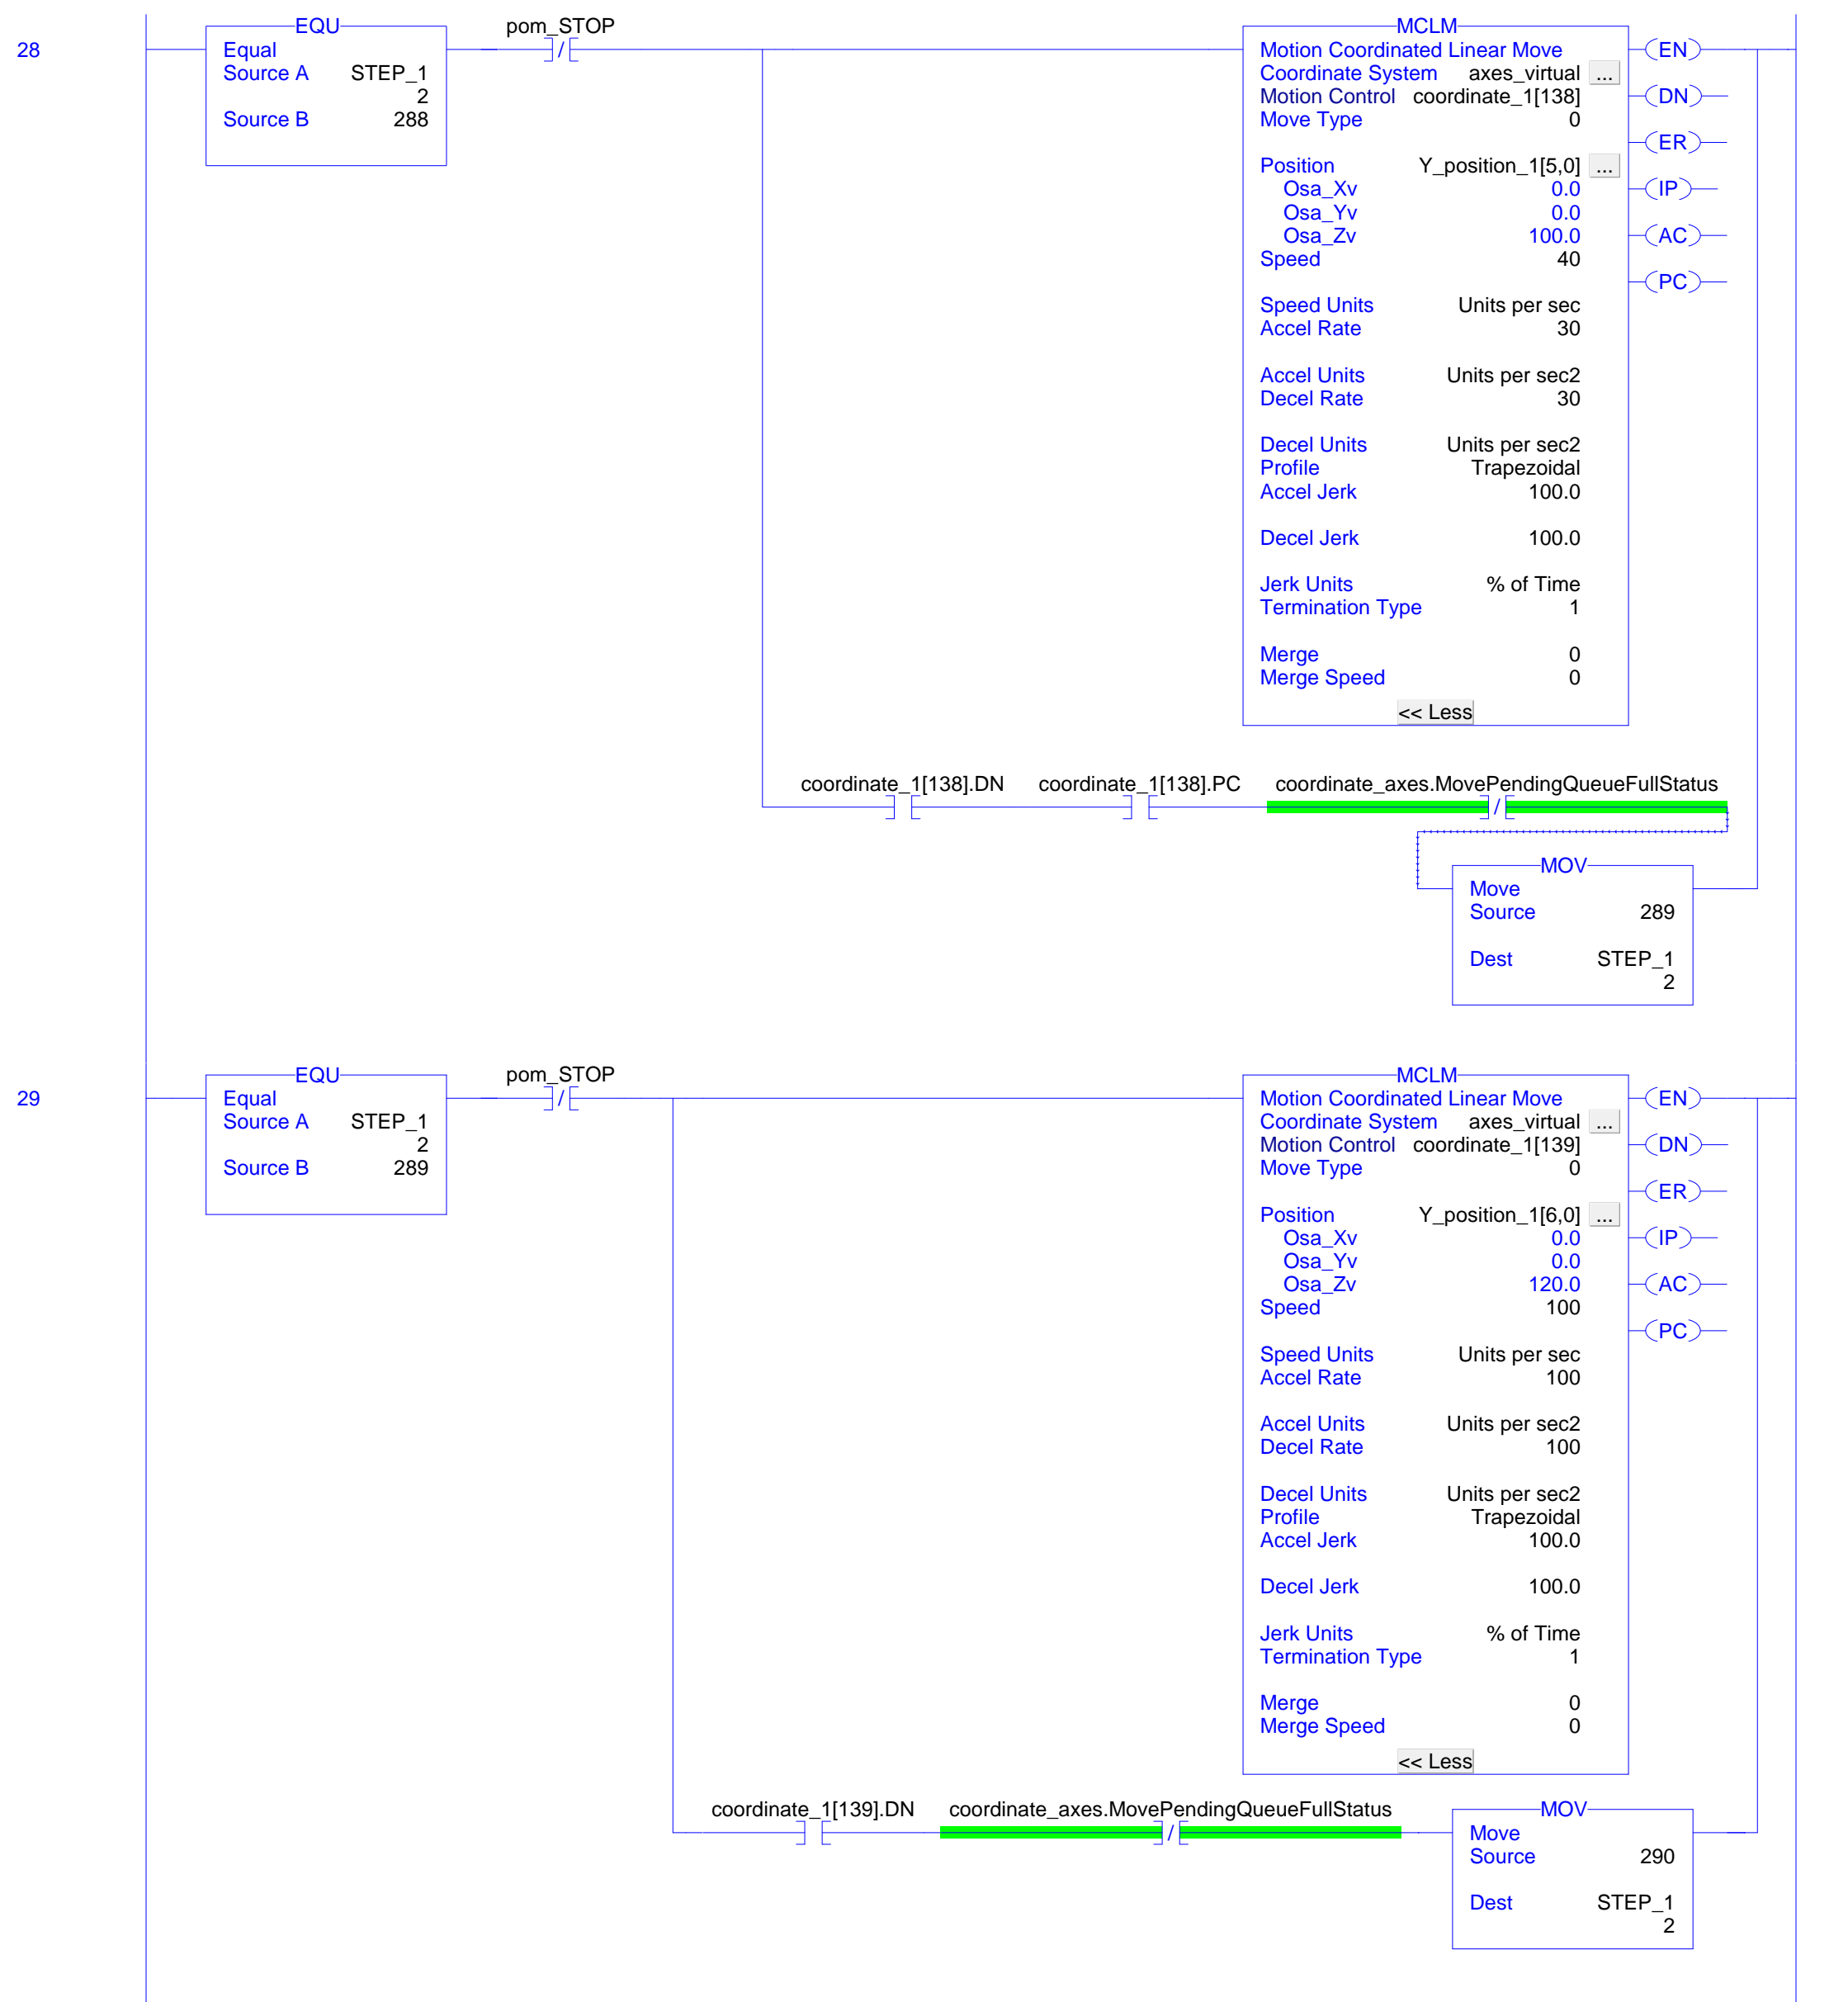 28
EQU
Equal
Source A STEP_1
2
Source B 288
pom_STOP
/
MCLM
Motion Coordinated Linear Move
Coordinate System axes_virtual ...
Motion Control coordinate_1[138]
Move Type 0
Position Y_position_1[5,0] ...
Osa_Xv 0.0
Osa_Yv 0.0
Osa_Zv 100.0
Speed 40
Speed Units Units per sec
Accel Rate 30
Accel Units Units per sec2
Decel Rate 30
Decel Units Units per sec2
Profile Trapezoidal
Accel Jerk 100.0
Decel Jerk 100.0
Jerk Units % of Time
Termination Type 1
Merge 0
Merge Speed 0
<< Less
EN
DN
ER
IP
AC
PC
coordinate_1[138].DN coordinate_1[138].PC coordinate_axes.MovePendingQueueFullStatus
/
MOV
Move
Source 289
Dest STEP_1
2
29
EQU
Equal
Source A STEP_1
2
Source B 289
pom_STOP
/
MCLM
Motion Coordinated Linear Move
Coordinate System axes_virtual ...
Motion Control coordinate_1[139]
Move Type 0
Position Y_position_1[6,0] ...
Osa_Xv 0.0
Osa_Yv 0.0
Osa_Zv 120.0
Speed 100
Speed Units Units per sec
Accel Rate 100
Accel Units Units per sec2
Decel Rate 100
Decel Units Units per sec2
Profile Trapezoidal
Accel Jerk 100.0
Decel Jerk 100.0
Jerk Units % of Time
Termination Type 1
Merge 0
Merge Speed 0
<< Less
EN
DN
ER
IP
AC
PC
coordinate_1[139].DN coordinate_axes.MovePendingQueueFullStatus
/
MOV
Move
Source 290
Dest STEP_1
2